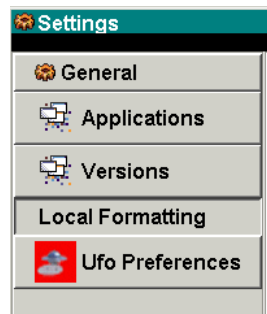 Settings
General
Applications
Versions
Local Formatting
Ufo Preferences